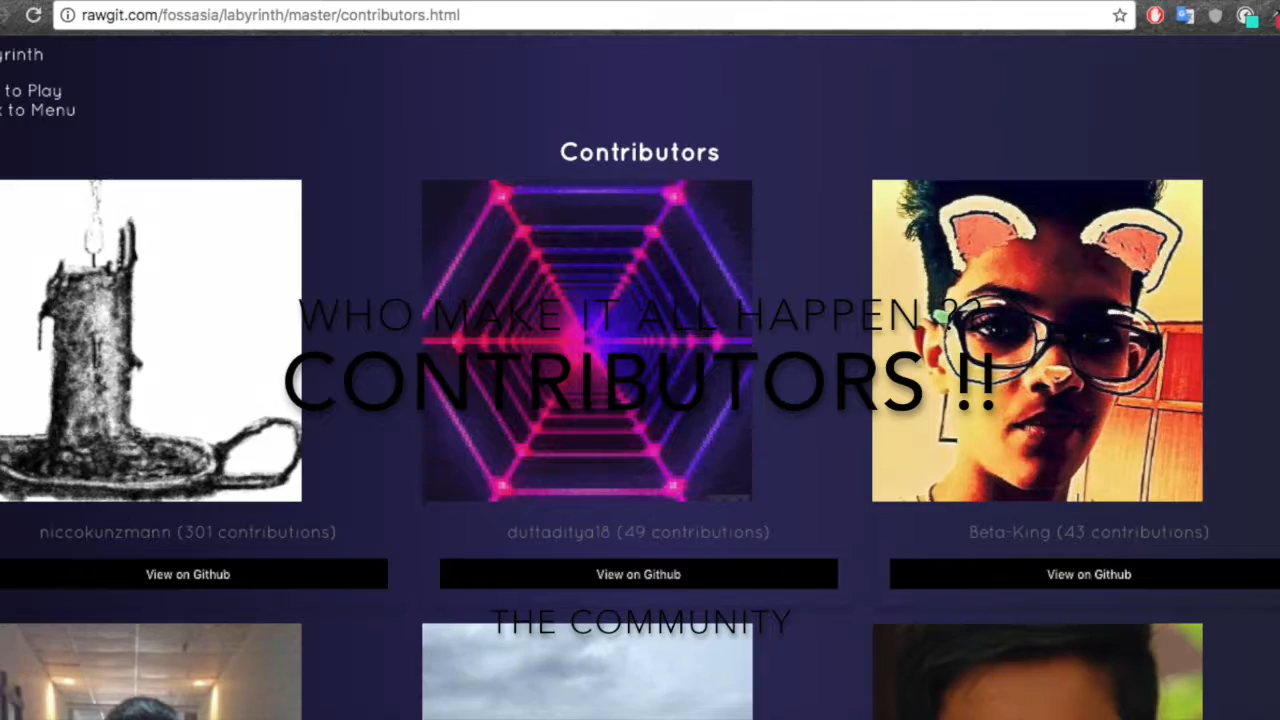 rawgit.com/fossasia/labyrinth/master/contributors.html
yrinth
to Play
to Menu
Contributors
WHO MAKE IT ALL HAPPEN ??
CONTRIBUTORS !!
niccokunzmann (301 contributions)
duttaditya18 (49 contributions)
Beta-King (43 contributions)
View on Github
View on Github
View on Github
THE COMMUNITY